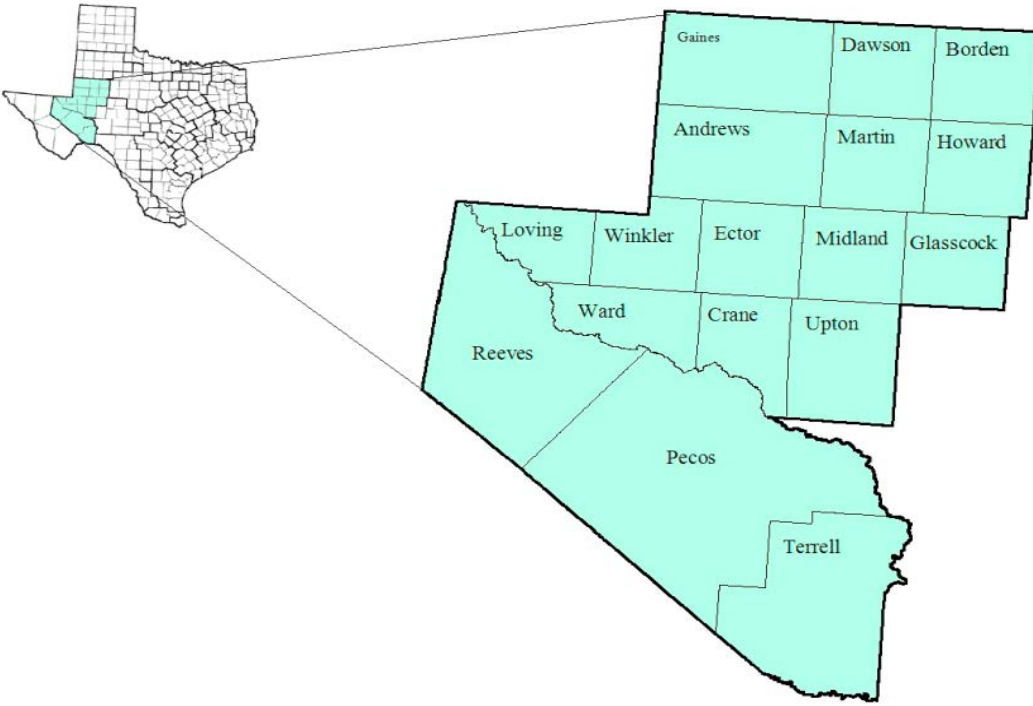 Gaines
Dawson
Borden
Andrews
Martin
Howard
Loving
Winkler
Ector
Midland
Glasscock
Ward
Crane
Upton
Reeves
Pecos
Terrell